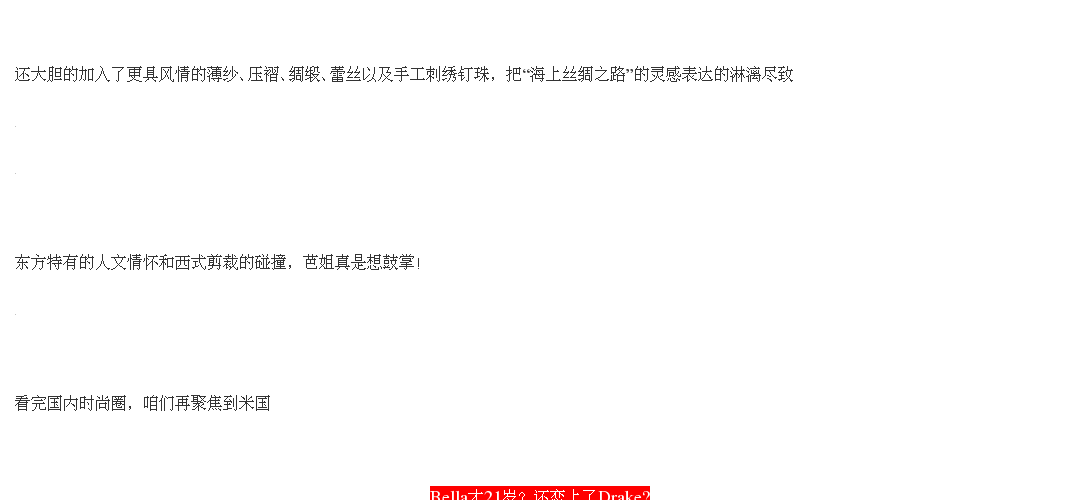 还大胆的加入了更具风情的薄纱、压褶、绸缎、蕾丝以及手工刺绣钉珠，把“海上丝绸之路”的灵感表达的淋漓尽致
东方特有的人文情怀和西式剪裁的碰撞，芭姐真是想鼓掌！
看完国内时尚圈，咱们再聚焦到米国
Bella才21岁？还恋上了Drake?